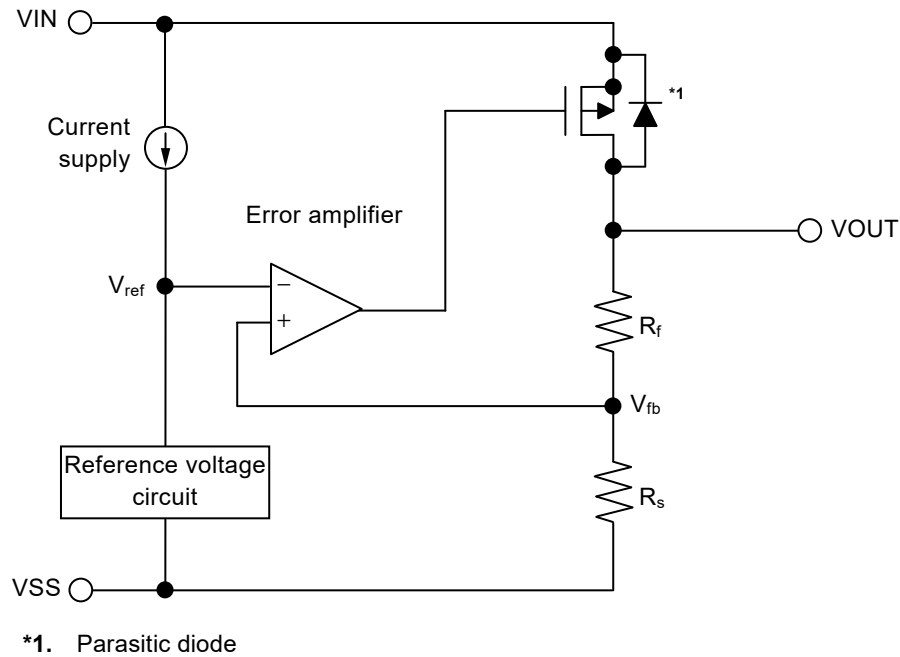 VIN
*1
Current
supply
Error amplifier
VOUT
Vref
−
+
Rf
Vfb
Reference voltage
circuit
Rs
VSS
*1. Parasitic diode